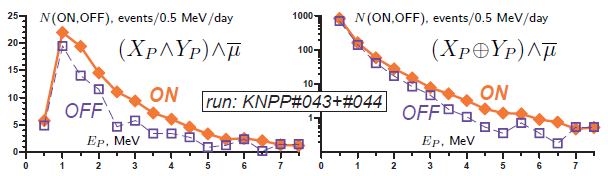 N(ON,OFF), events/0.5 MeV/day
25
20
15
10
5
0
0 1 2 3 4 5 6 7
(X_P∧Y_P)∧μ̅
ON
OFF
E_P, MeV
run: KNPP#043+#044
N(ON,OFF), events/0.5 MeV/day
1000
100
10
1
0 1 2 3 4 5 6 7
(X_P⊕Y_P)∧μ̅
ON
OFF
E_P, MeV